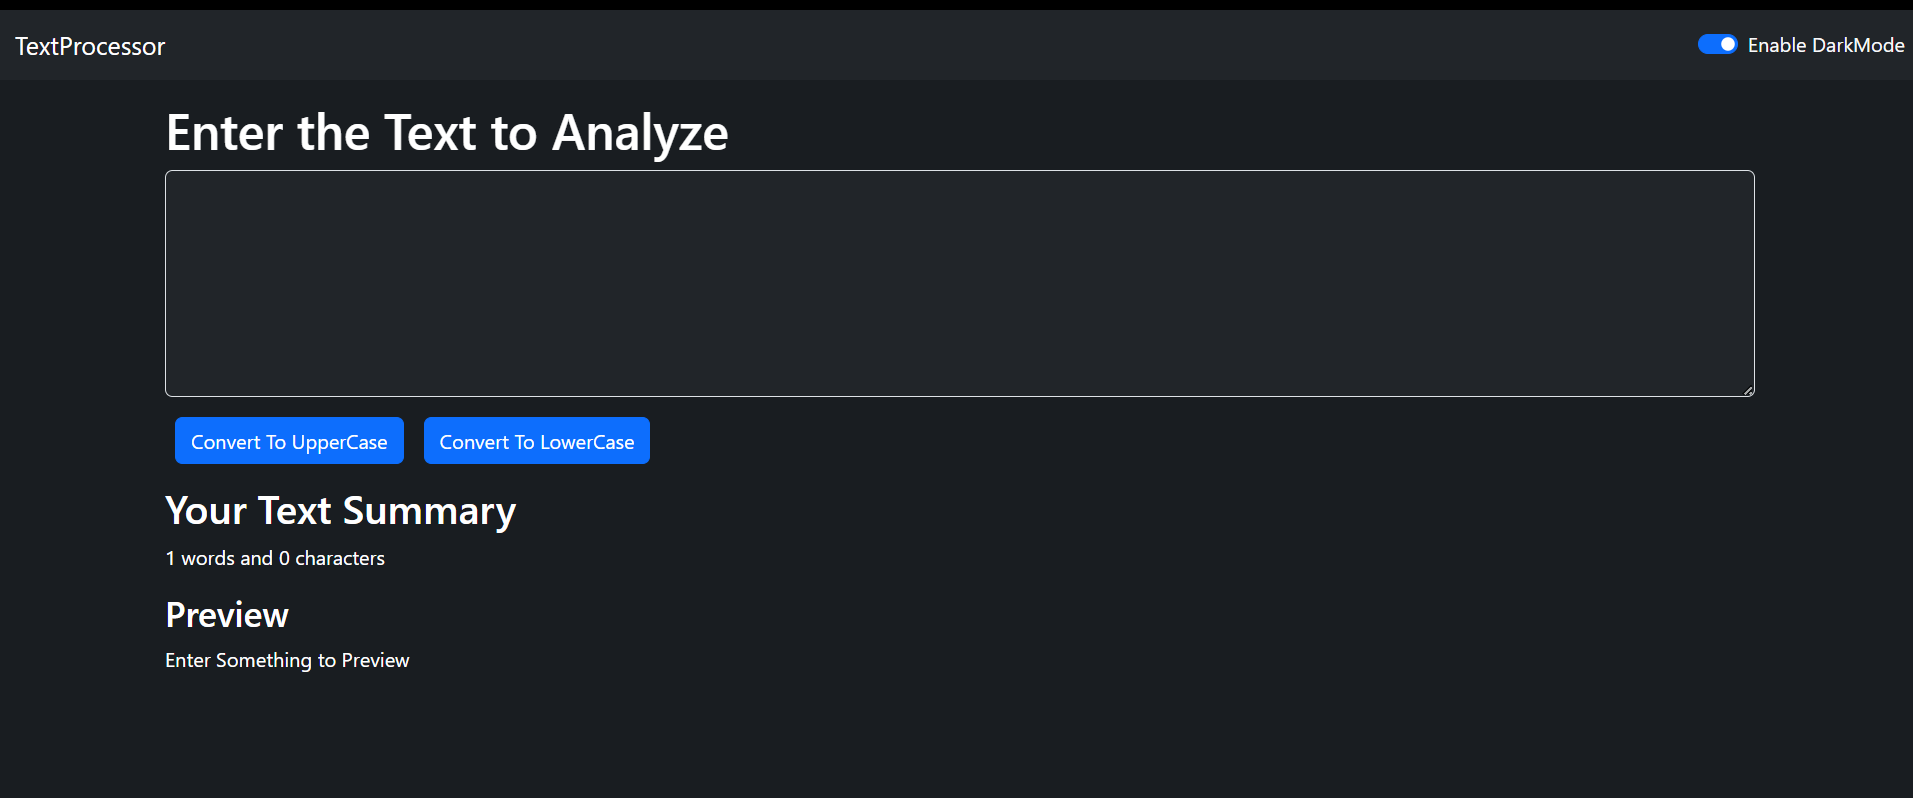 TextProcessor
Enable DarkMode
Enter the Text to Analyze
Convert To UpperCase
Convert To LowerCase
Your Text Summary
1 words and 0 characters
Preview
Enter Something to Preview